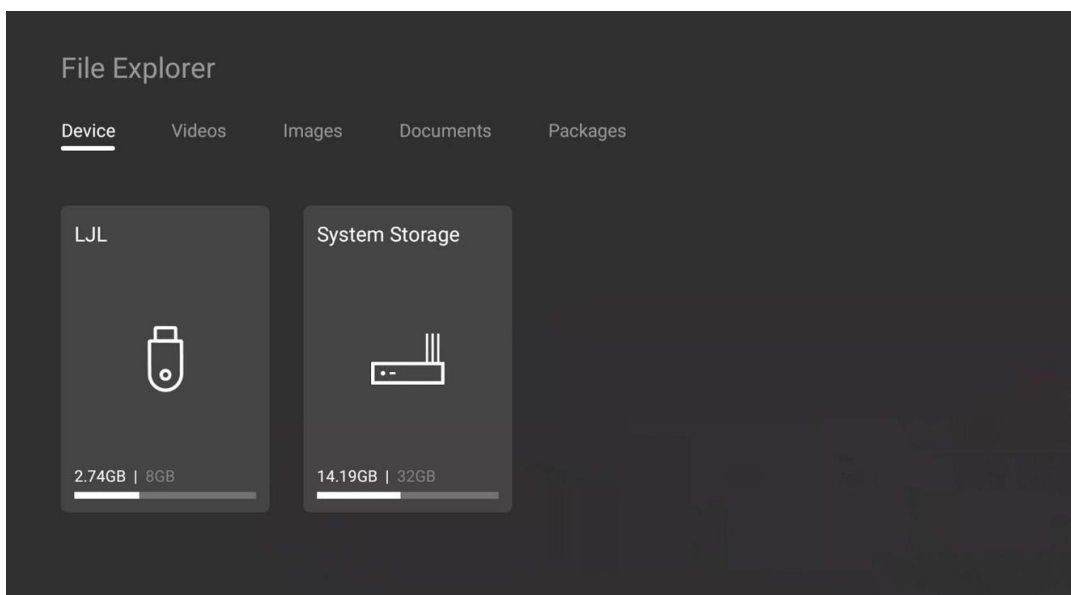 File Explorer
Device Videos Images Documents Packages
LJL System Storage
2.74GB | 8GB 14.19GB | 32GB